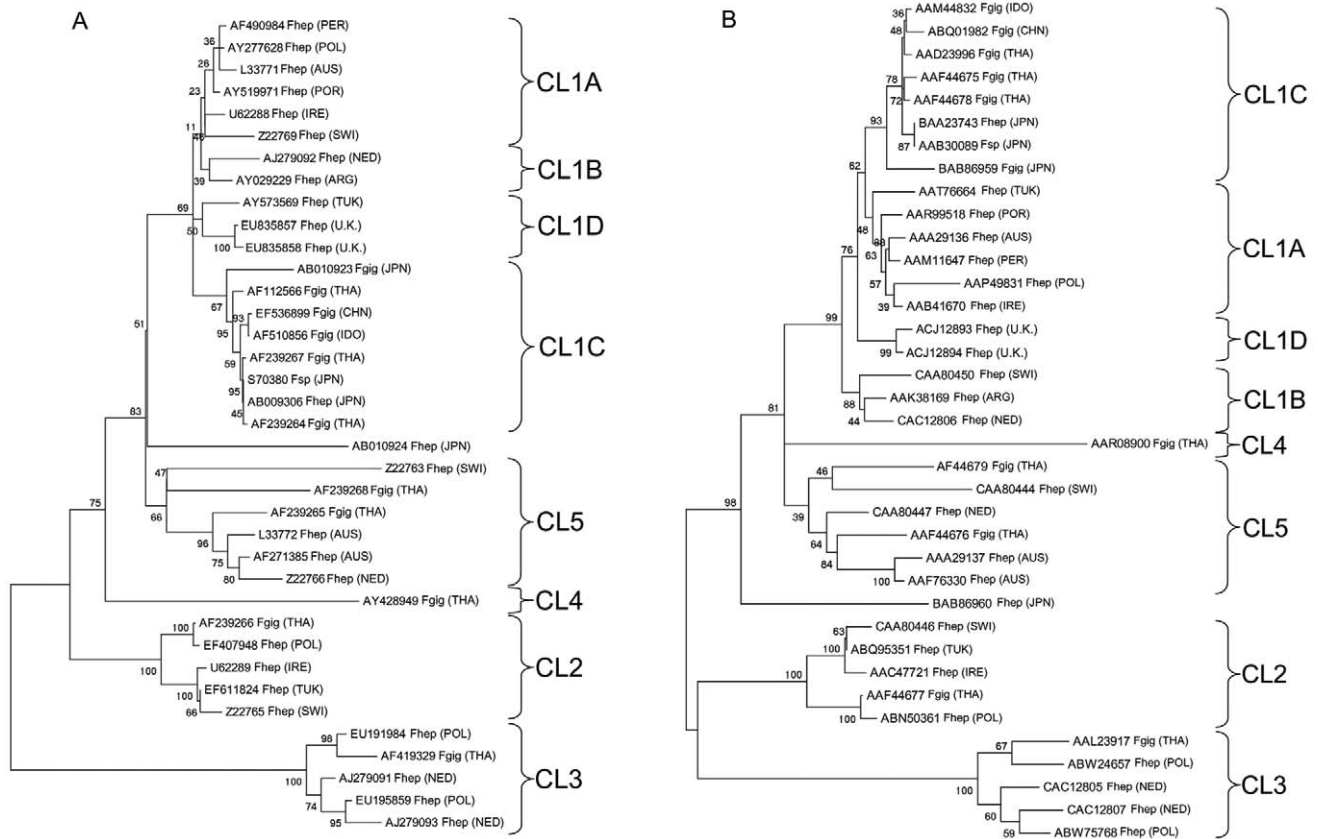 A
AF490984 Fhep (PER)
AY277628 Fhep (POL)
L33771 Fhep (AUS)
AY519971 Fhep (POR)
U62288 Fhep (IRE)
Z22769 Fhep (SWI)
CL1A
AJ279092 Fhep (NED)
AY029229 Fhep (ARG)
CL1B
AY573569 Fhep (TUK)
EU835857 Fhep (U.K.)
EU835858 Fhep (U.K.)
CL1D
AB010923 Fgig (JPN)
AF112566 Fgig (THA)
EF536899 Fgig (CHN)
AF510856 Fgig (IDO)
AF239267 Fgig (THA)
S70380 Fsp (JPN)
AB009306 Fhep (JPN)
AF239264 Fgig (THA)
CL1C
AB010924 Fhep (JPN)
Z22763 Fhep (SWI)
AF239268 Fgig (THA)
AF239265 Fgig (THA)
L33772 Fhep (AUS)
AF271385 Fhep (AUS)
Z22766 Fhep (NED)
CL5
AY428949 Fgig (THA)
CL4
AF239266 Fgig (THA)
EF407948 Fhep (POL)
U62289 Fhep (IRE)
EF611824 Fhep (TUK)
Z22765 Fhep (SWI)
CL2
EU191984 Fhep (POL)
AF419329 Fgig (THA)
AJ279091 Fhep (NED)
EU195859 Fhep (POL)
AJ279093 Fhep (NED)
CL3
36
26
23
11
46
39
69
50
100
67
93
95
59
95
45
51
83
47
66
96
75
80
75
100
100
100
66
98
100
74
95
B
AAM44832 Fgig (IDO)
ABQ01982 Fgig (CHN)
AAD23996 Fgig (THA)
AAF44675 Fgig (THA)
AAF44678 Fgig (THA)
BAA23743 Fhep (JPN)
AAB30089 Fsp (JPN)
BAB86959 Fgig (JPN)
CL1C
AAT76664 Fhep (TUK)
AAR99518 Fhep (POR)
AAA29136 Fhep (AUS)
AAM11647 Fhep (PER)
AAP49831 Fhep (POL)
AAB41670 Fhep (IRE)
CL1A
ACJ12893 Fhep (U.K.)
ACJ12894 Fhep (U.K.)
CL1D
CAA80450 Fhep (SWI)
AAK38169 Fhep (ARG)
CAC12806 Fhep (NED)
CL1B
AAR08900 Fgig (THA)
CL4
AF44679 Fgig (THA)
CAA80444 Fhep (SWI)
CAA80447 Fhep (NED)
AAF44676 Fgig (THA)
AAA29137 Fhep (AUS)
AAF76330 Fhep (AUS)
CL5
BAB86960 Fhep (JPN)
CAA80446 Fhep (SWI)
ABQ95351 Fhep (TUK)
AAC47721 Fhep (IRE)
AAF44677 Fgig (THA)
ABN50361 Fhep (POL)
CL2
AAL23917 Fgig (THA)
ABW24657 Fhep (POL)
CAC12805 Fhep (NED)
CAC12807 Fhep (NED)
ABW75768 Fhep (POL)
CL3
36
48
78
72
93
87
62
48
63
57
39
76
99
99
88
44
81
46
39
64
84
100
98
63
100
100
100
67
100
60
59